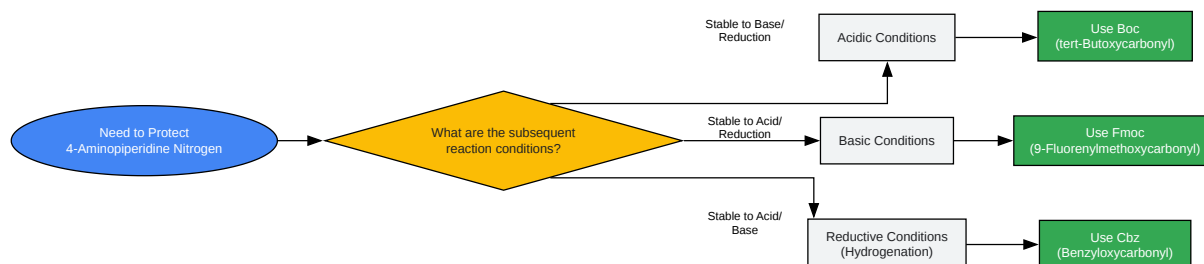 Need to Protect
4-Aminopiperidine Nitrogen
What are the subsequent
reaction conditions?
Stable to Base/
Reduction
Acidic Conditions
Use Boc
(tert-Butoxycarbonyl)
Stable to Acid/
Reduction
Basic Conditions
Use Fmoc
(9-Fluorenylmethoxycarbonyl)
Stable to Acid/
Base
Reductive Conditions
(Hydrogenation)
Use Cbz
(Benzyloxycarbonyl)